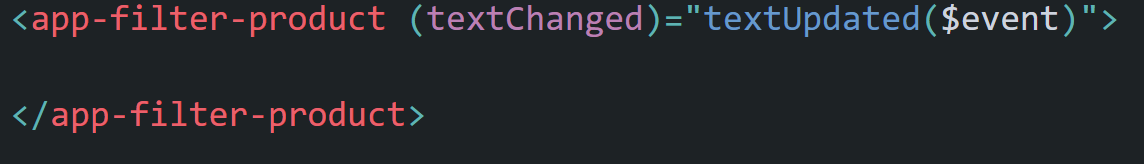 <app-filter-product (textChanged)="textUpdated($event)">
</app-filter-product>